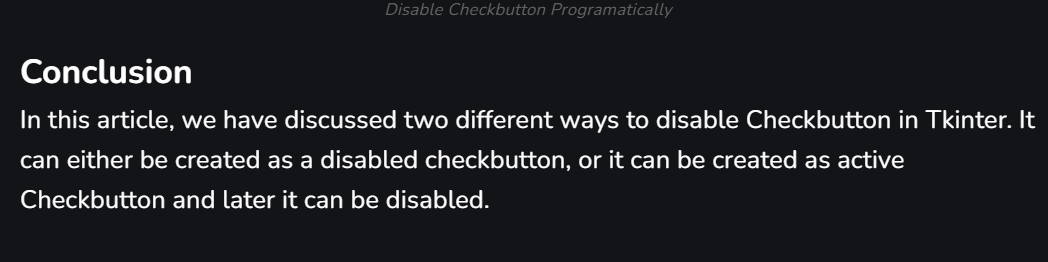 Disable Checkbutton Programatically
Conclusion
In this article, we have discussed two different ways to disable Checkbutton in Tkinter. It
can either be created as a disabled checkbutton, or it can be created as active
Checkbutton and later it can be disabled.